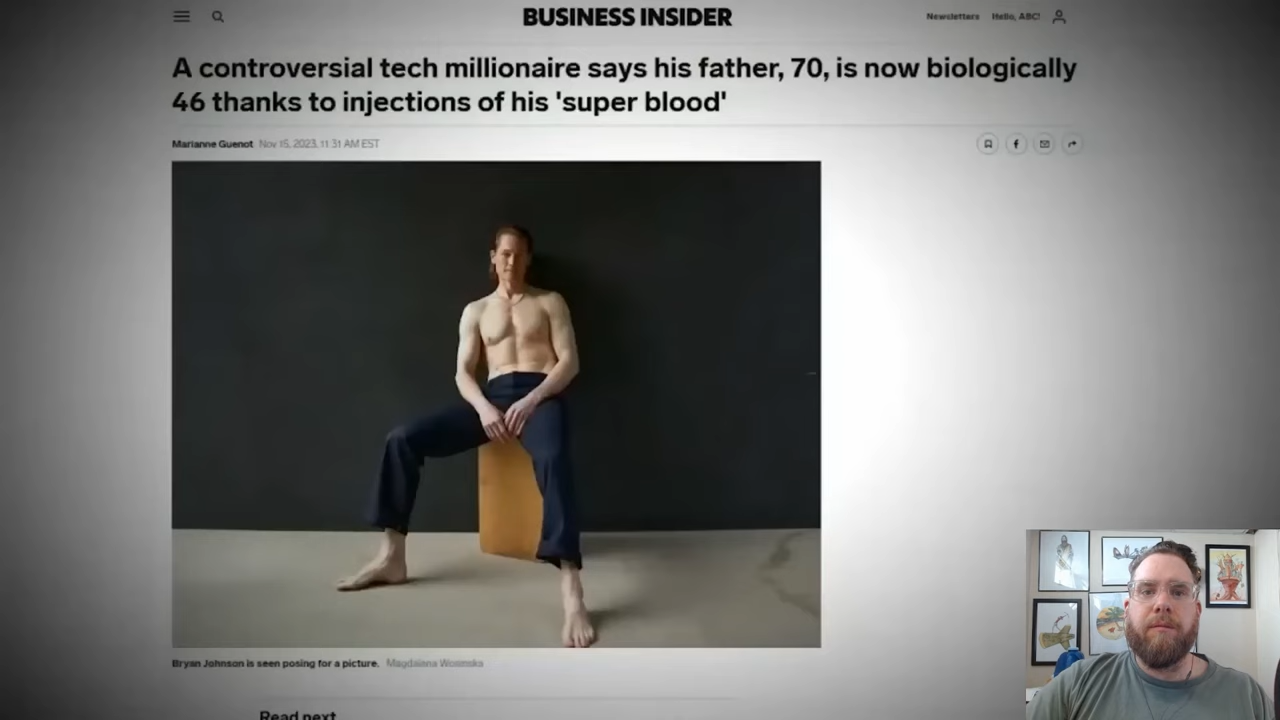 BUSINESS INSIDER
Newsletters Hello, ABC!
A controversial tech millionaire says his father, 70, is now biologically
46 thanks to injections of his 'super blood'
Marianne Guenot Nov 15, 2023, 11:31 AM EST
Bryan Johnson is seen posing for a picture. Magdalena Wosinska
Read next